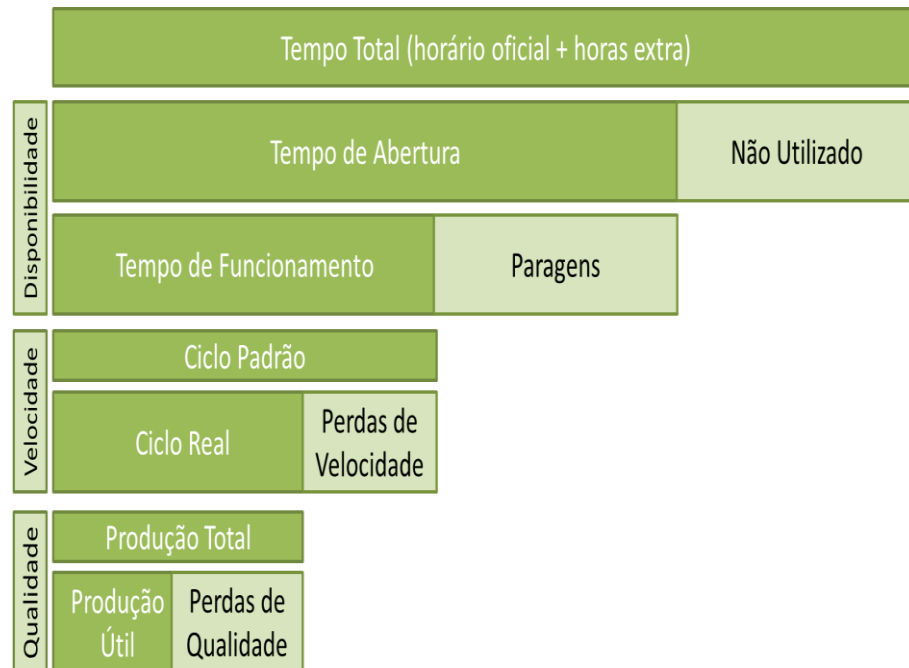 Tempo Total (horário oficial + horas extra)
Disponibilidade
Tempo de Abertura
Não Utilizado
Tempo de Funcionamento
Paragens
Velocidade
Ciclo Padrão
Ciclo Real
Perdas de
Velocidade
Qualidade
Produção Total
Produção
Útil
Perdas de
Qualidade